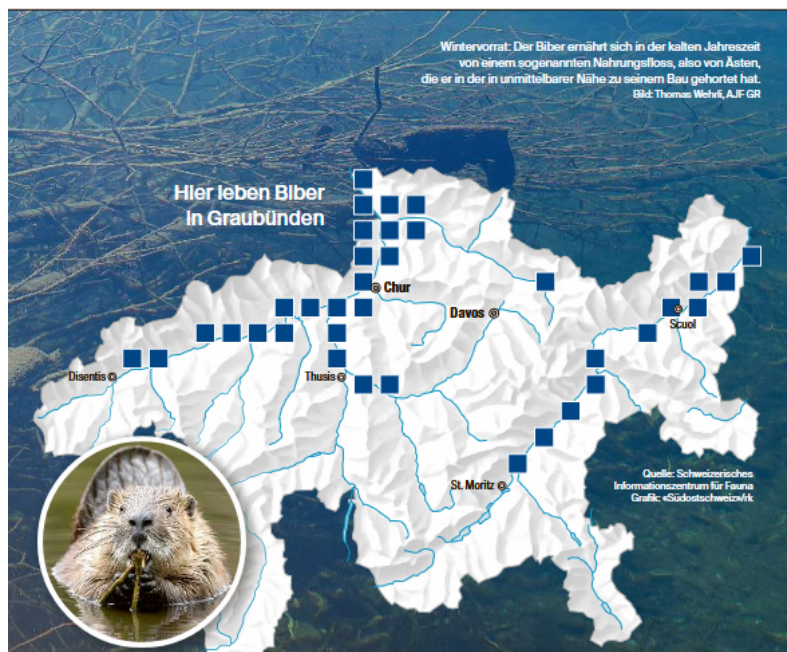 Wintervorrat: Der Biber ernährt sich in der kalten Jahreszeit
von einem sogenannten Nahrungsfloss, also von Ästen,
die er in der in unmittelbarer Nähe zu seinem Bau gehortet hat.
Bild: Thomas Wehrli, AJF GR
Hier leben Biber
in Graubünden
Chur
Davos
Scuol
Disentis
Thusis
St. Moritz
Quelle: Schweizerisches
Informationszentrum für Fauna
Grafik: «Südostschweiz»/rk